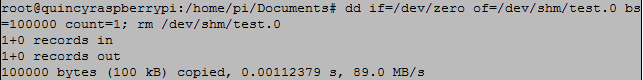 root@quincyraspberrypi:/home/pi/Documents# dd if=/dev/zero of=/dev/shm/test.0 bs
=100000 count=1; rm /dev/shm/test.0
1+0 records in
1+0 records out
100000 bytes (100 kB) copied, 0.00112379 s, 89.0 MB/s